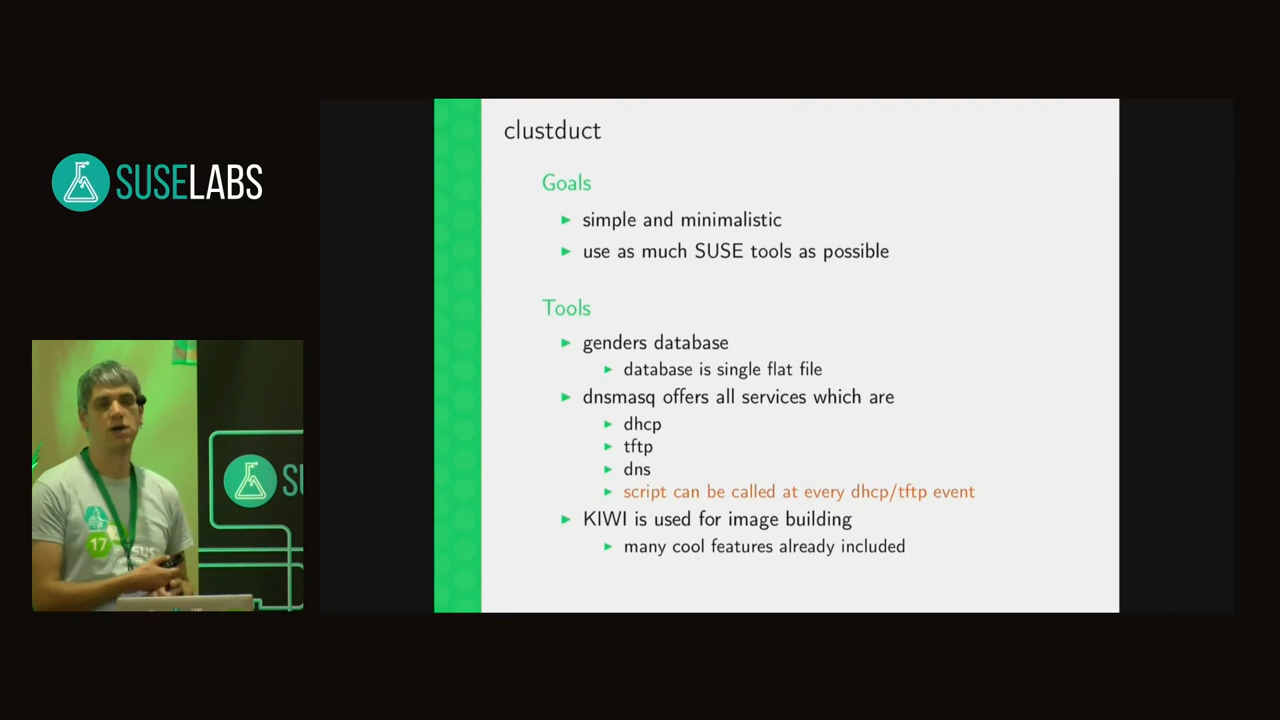 SUSELABS
clustduct
Goals
simple and minimalistic
use as much SUSE tools as possible
Tools
genders database
database is single flat file
dnsmasq offers all services which are
dhcp
tftp
dns
script can be called at every dhcp/tftp event
KIWI is used for image building
many cool features already included
17
SU